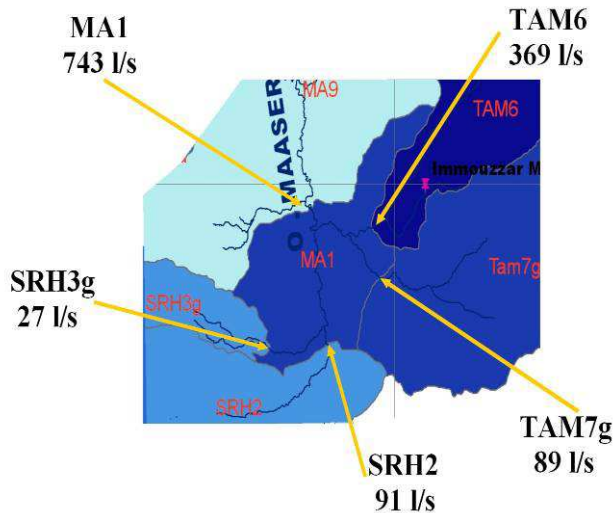 MA1
743 l/s
TAM6
369 l/s
MA9
TAM6
O - MAASER
Immouzzar M
MA1
Tam7g
SRH3g
27 l/s
SRH3g
SRH2
TAM7g
89 l/s
SRH2
91 l/s